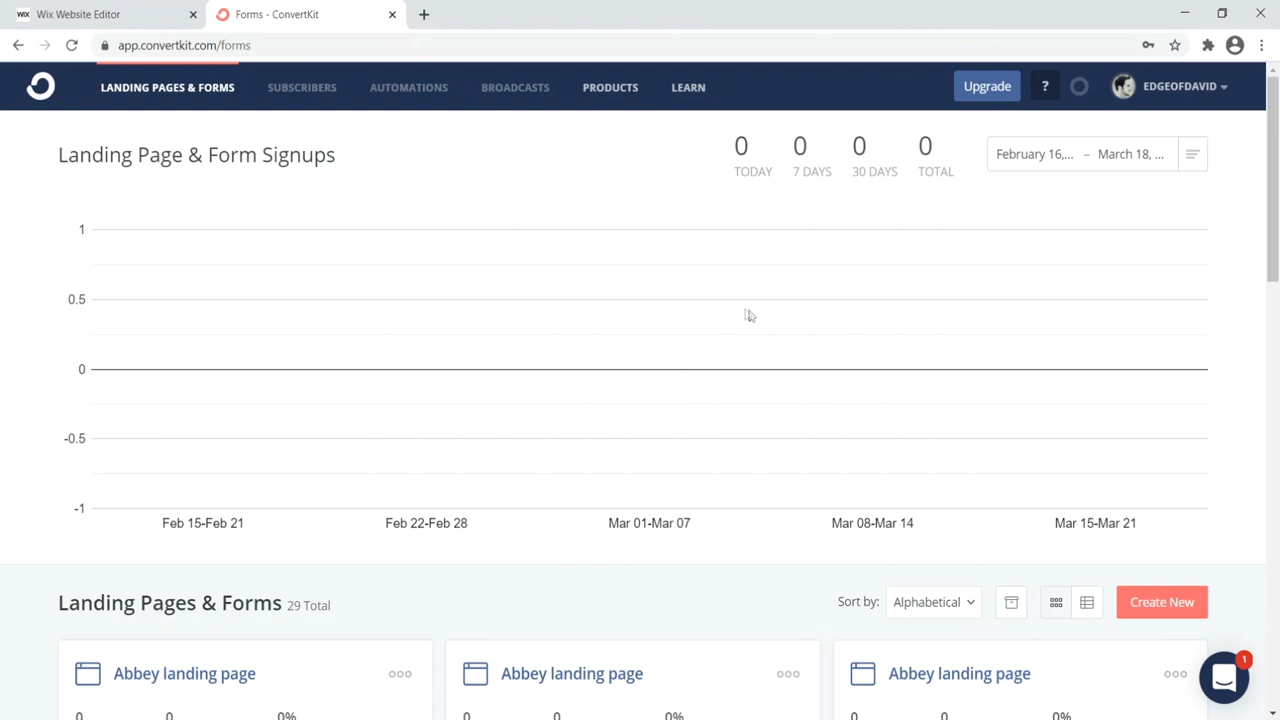 WIX Wix Website Editor
Forms - ConvertKit
app.convertkit.com/forms
LANDING PAGES & FORMS SUBSCRIBERS AUTOMATIONS BROADCASTS PRODUCTS LEARN Upgrade ? EDGEOFDAVID
Landing Page & Form Signups
0 0 0 0
TODAY 7 DAYS 30 DAYS TOTAL
February 16,... – March 18, ...
1
0.5
0
-0.5
-1
Feb 15-Feb 21 Feb 22-Feb 28 Mar 01-Mar 07 Mar 08-Mar 14 Mar 15-Mar 21
Landing Pages & Forms 29 Total Sort by: Alphabetical Create New
Abbey landing page Abbey landing page Abbey landing page
1
0 0 0% 0 0 0% 0 0 0%